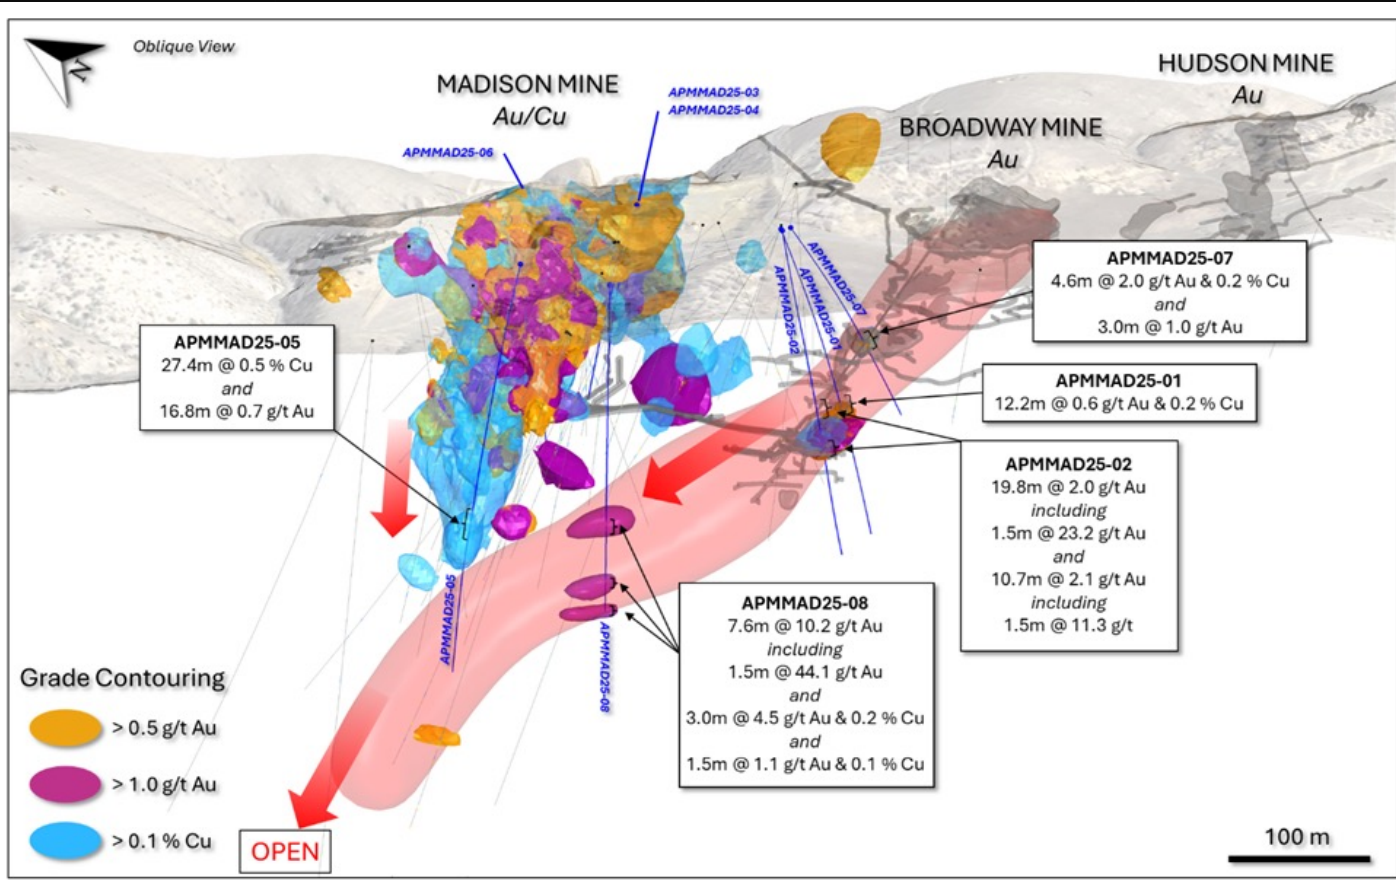 N
Oblique View
MADISON MINE
Au/Cu
APMMAD25-03
APMMAD25-04
APMMAD25-06
HUDSON MINE
Au
BROADWAY MINE
Au
APMMAD25-07
APMMAD25-01
APMMAD25-02
APMMAD25-07
4.6m @ 2.0 g/t Au & 0.2 % Cu
and
3.0m @ 1.0 g/t Au
APMMAD25-05
27.4m @ 0.5 % Cu
and
16.8m @ 0.7 g/t Au
APMMAD25-01
12.2m @ 0.6 g/t Au & 0.2 % Cu
APMMAD25-02
19.8m @ 2.0 g/t Au
including
1.5m @ 23.2 g/t Au
and
10.7m @ 2.1 g/t Au
including
1.5m @ 11.3 g/t
APMMAD25-05
APMMAD25-08
APMMAD25-08
7.6m @ 10.2 g/t Au
including
1.5m @ 44.1 g/t Au
and
3.0m @ 4.5 g/t Au & 0.2 % Cu
and
1.5m @ 1.1 g/t Au & 0.1 % Cu
Grade Contouring
> 0.5 g/t Au
> 1.0 g/t Au
> 0.1 % Cu
OPEN
100 m